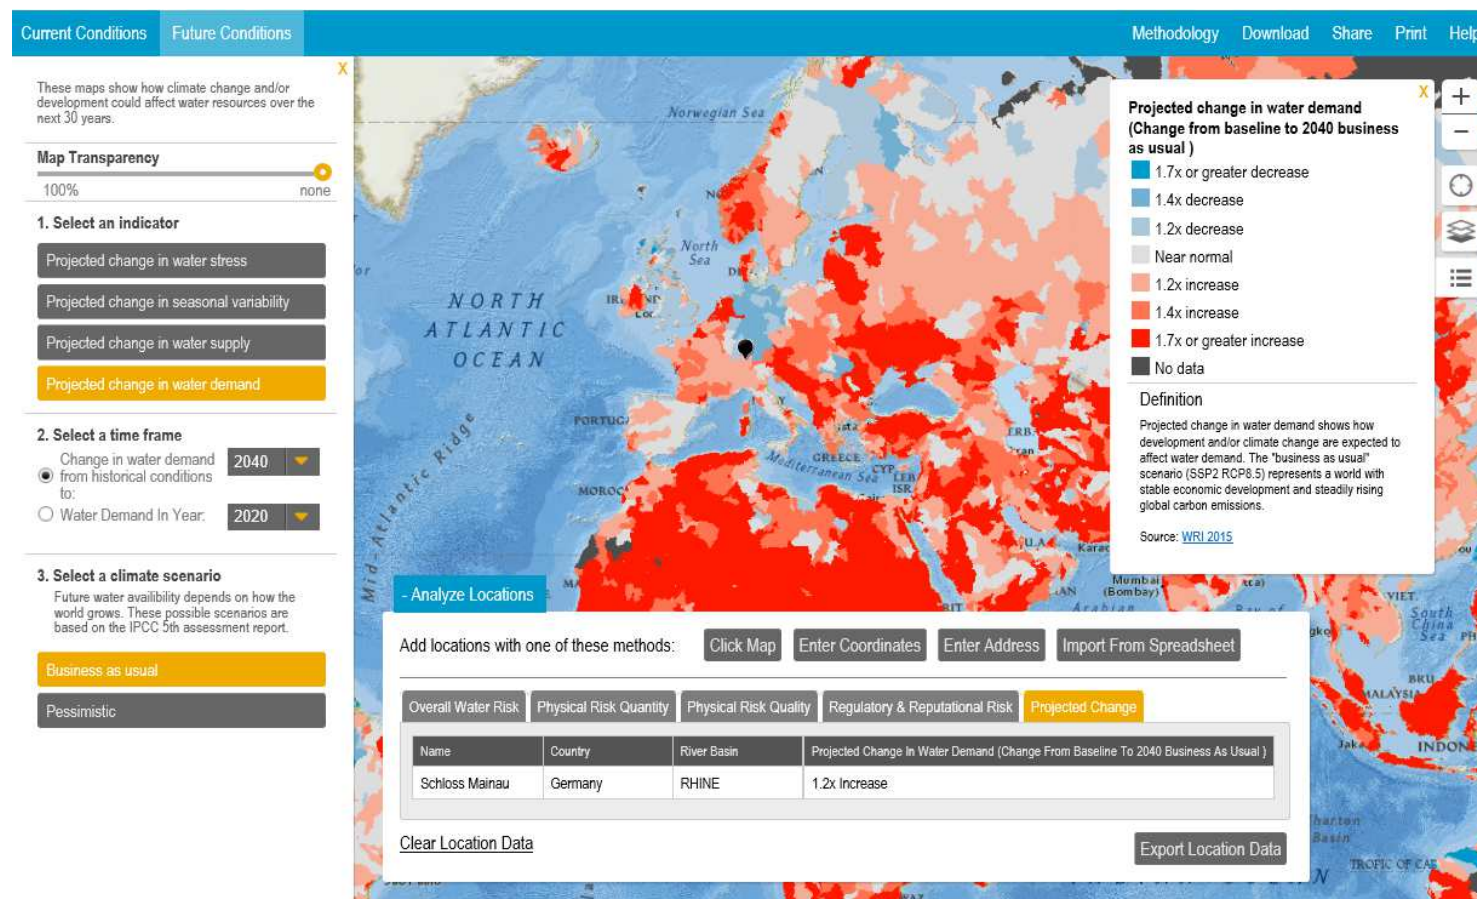 Current Conditions
Future Conditions
Methodology
Download
Share
Print
Help
X
These maps show how climate change and/or
development could affect water resources over the
next 30 years.
Map Transparency
100%
none
1. Select an indicator
Projected change in water stress
Projected change in seasonal variability
Projected change in water supply
Projected change in water demand
2. Select a time frame
Change in water demand
from historical conditions
to:
2040
Water Demand In Year:
2020
3. Select a climate scenario
Future water availibility depends on how the
world grows. These possible scenarios are
based on the IPCC 5th assessment report.
Business as usual
Pessimistic
Norwegian Sea
North
Sea
NORTH
ATLANTIC
OCEAN
Mid-Atlantic Ridge
PORTUG
MOROC
GREECE
CYP
LEB
ISR
Mediterranean Sea
U.A
Karac
Mumbai
(Bombay)
Arabian
VIET
South
China
Sea
PH
BRU
MALAYSIA
Jaka
INDON
Basin
TROPIC OF CA
X
Projected change in water demand
(Change from baseline to 2040 business
as usual )
1.7x or greater decrease
1.4x decrease
1.2x decrease
Near normal
1.2x increase
1.4x increase
1.7x or greater increase
No data
Definition
Projected change in water demand shows how
development and/or climate change are expected to
affect water demand. The "business as usual"
scenario (SSP2 RCP8.5) represents a world with
stable economic development and steadily rising
global carbon emissions.
Source: WRI 2015
- Analyze Locations
Add locations with one of these methods:
Click Map
Enter Coordinates
Enter Address
Import From Spreadsheet
Overall Water Risk
Physical Risk Quantity
Physical Risk Quality
Regulatory & Reputational Risk
Projected Change
Name Country River Basin Projected Change In Water Demand (Change From Baseline To 2040 Business As Usual )
Schloss Mainau Germany RHINE 1.2x Increase
Clear Location Data
Export Location Data